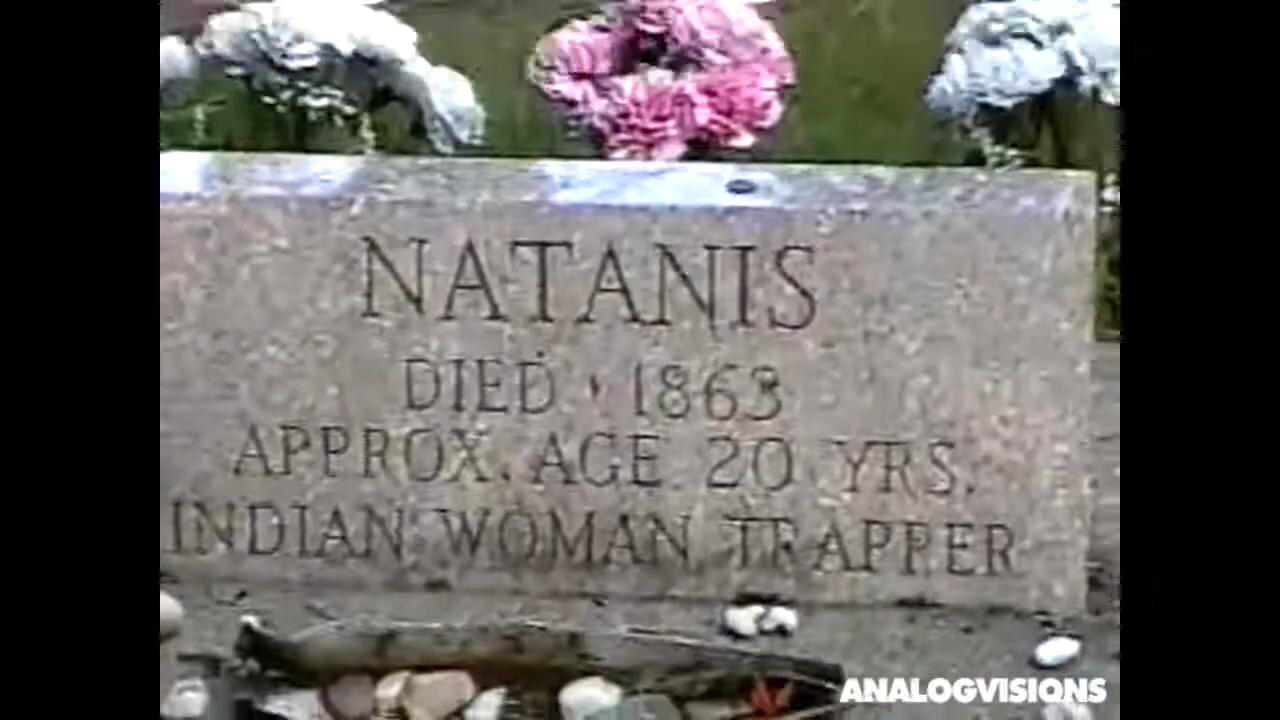 NATANIS
DIED · 1863
APPROX. AGE 20 YRS.
INDIAN WOMAN TRAPPER
ANALOGVISIONS